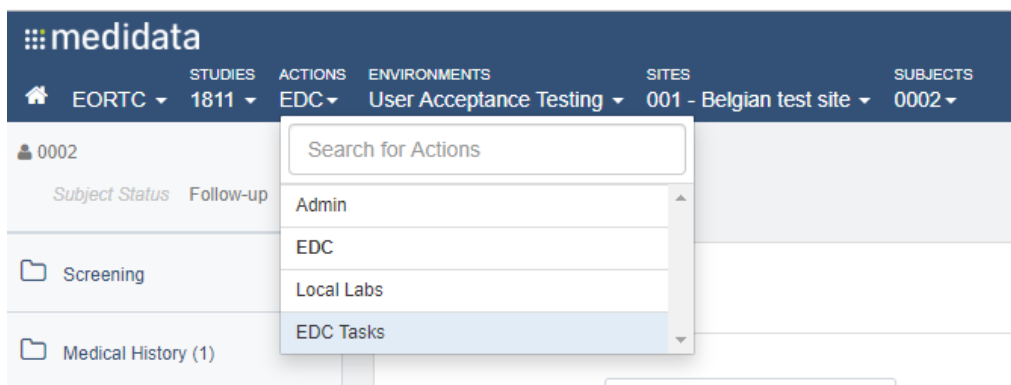 medidata
STUDIES ACTIONS ENVIRONMENTS SITES SUBJECTS
EORTC 1811 EDC User Acceptance Testing 001 - Belgian test site 0002
0002
Search for Actions
Subject Status Follow-up
Admin
EDC
Screening
Local Labs
EDC Tasks
Medical History (1)